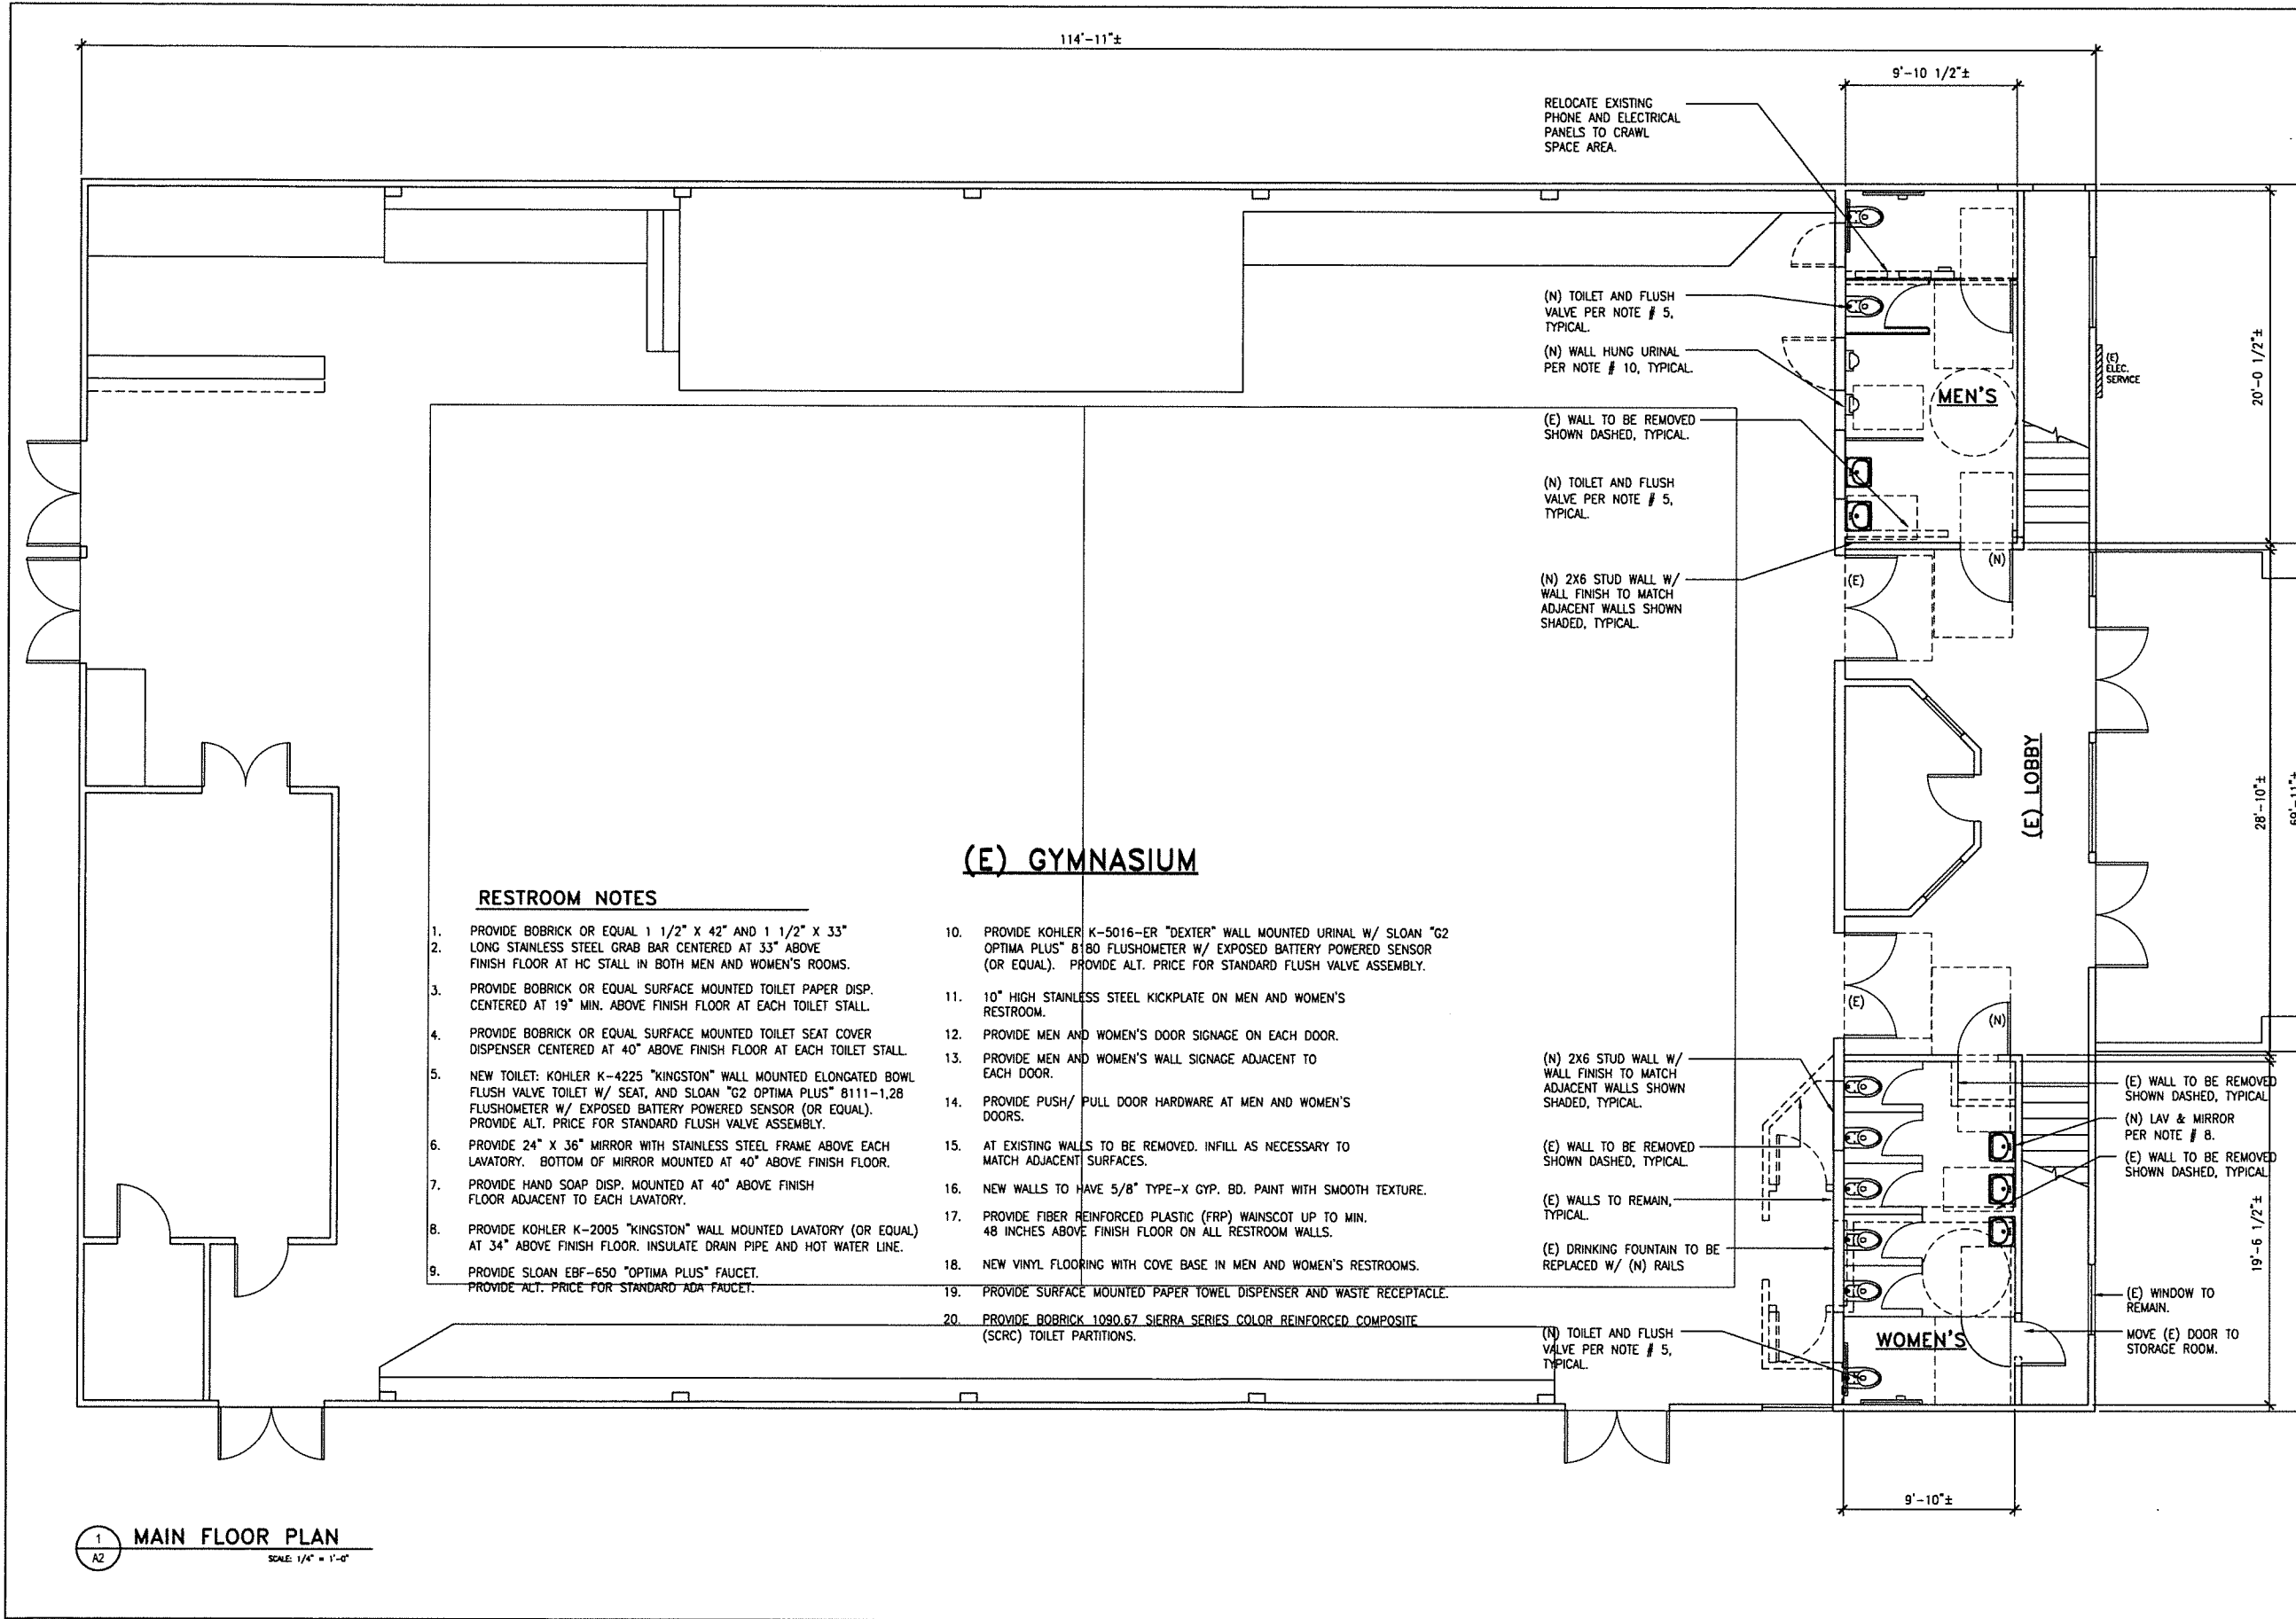 114'-11"±
9'-10 1/2"±
RELOCATE EXISTING
PHONE AND ELECTRICAL
PANELS TO CRAWL
SPACE AREA.
(N) TOILET AND FLUSH
VALVE PER NOTE # 5,
TYPICAL.
(N) WALL HUNG URINAL
PER NOTE # 10, TYPICAL.
(E) WALL TO BE REMOVED
SHOWN DASHED, TYPICAL.
(N) TOILET AND FLUSH
VALVE PER NOTE # 5,
TYPICAL.
(N) 2X6 STUD WALL W/
WALL FINISH TO MATCH
ADJACENT WALLS SHOWN
SHADED, TYPICAL.
MEN'S
(E)
ELEC.
SERVICE
20'-0 1/2"±
(E)
(N)
(E) LOBBY
28'-10"±
69'-11"±
(E) GYMNASIUM
RESTROOM NOTES
1. PROVIDE BOBRICK OR EQUAL 1 1/2" X 42" AND 1 1/2" X 33"
2. LONG STAINLESS STEEL GRAB BAR CENTERED AT 33" ABOVE
FINISH FLOOR AT HC STALL IN BOTH MEN AND WOMEN'S ROOMS.
3. PROVIDE BOBRICK OR EQUAL SURFACE MOUNTED TOILET PAPER DISP.
CENTERED AT 19" MIN. ABOVE FINISH FLOOR AT EACH TOILET STALL.
4. PROVIDE BOBRICK OR EQUAL SURFACE MOUNTED TOILET SEAT COVER
DISPENSER CENTERED AT 40" ABOVE FINISH FLOOR AT EACH TOILET STALL.
5. NEW TOILET: KOHLER K-4225 "KINGSTON" WALL MOUNTED ELONGATED BOWL
FLUSH VALVE TOILET W/ SEAT, AND SLOAN "G2 OPTIMA PLUS" 8111-1.28
FLUSHOMETER W/ EXPOSED BATTERY POWERED SENSOR (OR EQUAL).
PROVIDE ALT. PRICE FOR STANDARD FLUSH VALVE ASSEMBLY.
6. PROVIDE 24" X 36" MIRROR WITH STAINLESS STEEL FRAME ABOVE EACH
LAVATORY. BOTTOM OF MIRROR MOUNTED AT 40" ABOVE FINISH FLOOR.
7. PROVIDE HAND SOAP DISP. MOUNTED AT 40" ABOVE FINISH
FLOOR ADJACENT TO EACH LAVATORY.
8. PROVIDE KOHLER K-2005 "KINGSTON" WALL MOUNTED LAVATORY (OR EQUAL)
AT 34" ABOVE FINISH FLOOR. INSULATE DRAIN PIPE AND HOT WATER LINE.
9. PROVIDE SLOAN EBF-650 "OPTIMA PLUS" FAUCET.
PROVIDE ALT. PRICE FOR STANDARD ADA FAUCET.
10. PROVIDE KOHLER K-5016-ER "DEXTER" WALL MOUNTED URINAL W/ SLOAN "G2
OPTIMA PLUS" 8180 FLUSHOMETER W/ EXPOSED BATTERY POWERED SENSOR
(OR EQUAL). PROVIDE ALT. PRICE FOR STANDARD FLUSH VALVE ASSEMBLY.
11. 10" HIGH STAINLESS STEEL KICKPLATE ON MEN AND WOMEN'S
RESTROOM.
12. PROVIDE MEN AND WOMEN'S DOOR SIGNAGE ON EACH DOOR.
13. PROVIDE MEN AND WOMEN'S WALL SIGNAGE ADJACENT TO
EACH DOOR.
14. PROVIDE PUSH/ PULL DOOR HARDWARE AT MEN AND WOMEN'S
DOORS.
15. AT EXISTING WALLS TO BE REMOVED. INFILL AS NECESSARY TO
MATCH ADJACENT SURFACES.
16. NEW WALLS TO HAVE 5/8" TYPE-X GYP. BD. PAINT WITH SMOOTH TEXTURE.
17. PROVIDE FIBER REINFORCED PLASTIC (FRP) WAINSCOT UP TO MIN.
48 INCHES ABOVE FINISH FLOOR ON ALL RESTROOM WALLS.
18. NEW VINYL FLOORING WITH COVE BASE IN MEN AND WOMEN'S RESTROOMS.
19. PROVIDE SURFACE MOUNTED PAPER TOWEL DISPENSER AND WASTE RECEPTACLE.
20. PROVIDE BOBRICK 1090.67 SIERRA SERIES COLOR REINFORCED COMPOSITE
(SCRC) TOILET PARTITIONS.
(E)
(N)
(N) 2X6 STUD WALL W/
WALL FINISH TO MATCH
ADJACENT WALLS SHOWN
SHADED, TYPICAL.
(E) WALL TO BE REMOVED
SHOWN DASHED, TYPICAL.
(E) WALLS TO REMAIN,
TYPICAL.
(E) DRINKING FOUNTAIN TO BE
REPLACED W/ (N) RAILS
(N) TOILET AND FLUSH
VALVE PER NOTE # 5,
TYPICAL.
WOMEN'S
(E) WALL TO BE REMOVED
SHOWN DASHED, TYPICAL
(N) LAV & MIRROR
PER NOTE # 8.
(E) WALL TO BE REMOVED
SHOWN DASHED, TYPICAL
19'-6 1/2"±
(E) WINDOW TO
REMAIN.
MOVE (E) DOOR TO
STORAGE ROOM.
9'-10"±
1
A2
MAIN FLOOR PLAN
SCALE: 1/4" = 1'-0"